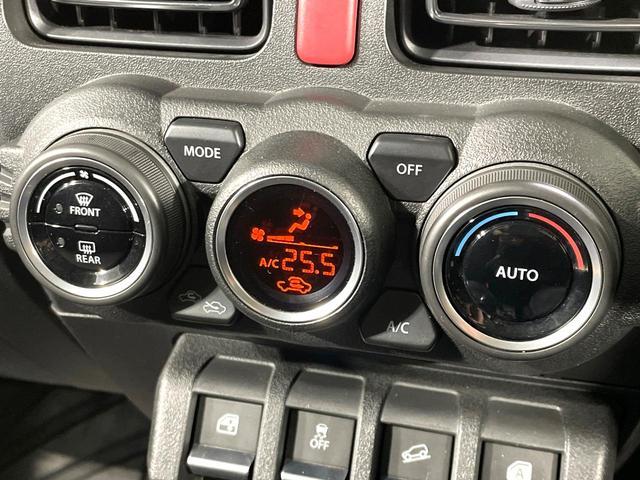 MODE
OFF
FRONT
REAR
A/C 25.5
AUTO
A/C
OFF
A